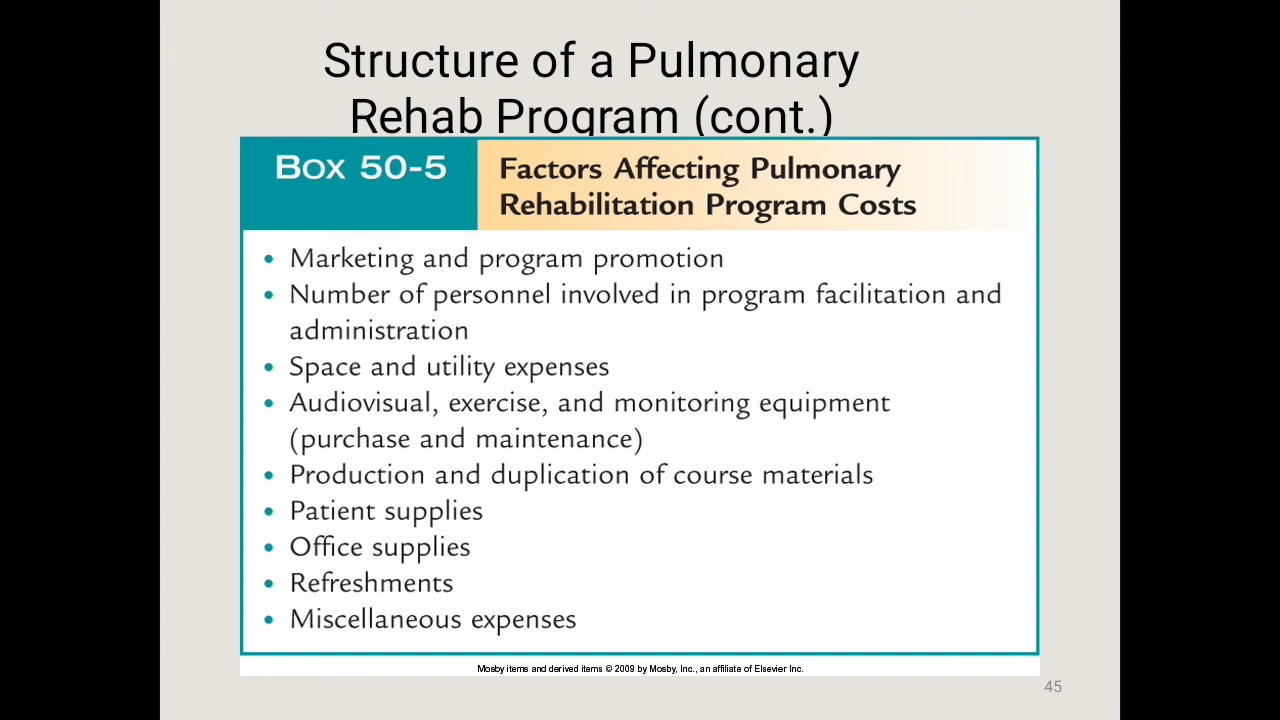 Structure of a Pulmonary
Rehab Program (cont.)
BOX 50-5
Factors Affecting Pulmonary
Rehabilitation Program Costs
• Marketing and program promotion
• Number of personnel involved in program facilitation and
administration
• Space and utility expenses
• Audiovisual, exercise, and monitoring equipment
(purchase and maintenance)
• Production and duplication of course materials
• Patient supplies
• Office supplies
• Refreshments
• Miscellaneous expenses
Mosby items and derived items © 2009 by Mosby, Inc., an affiliate of Elsevier Inc.
45